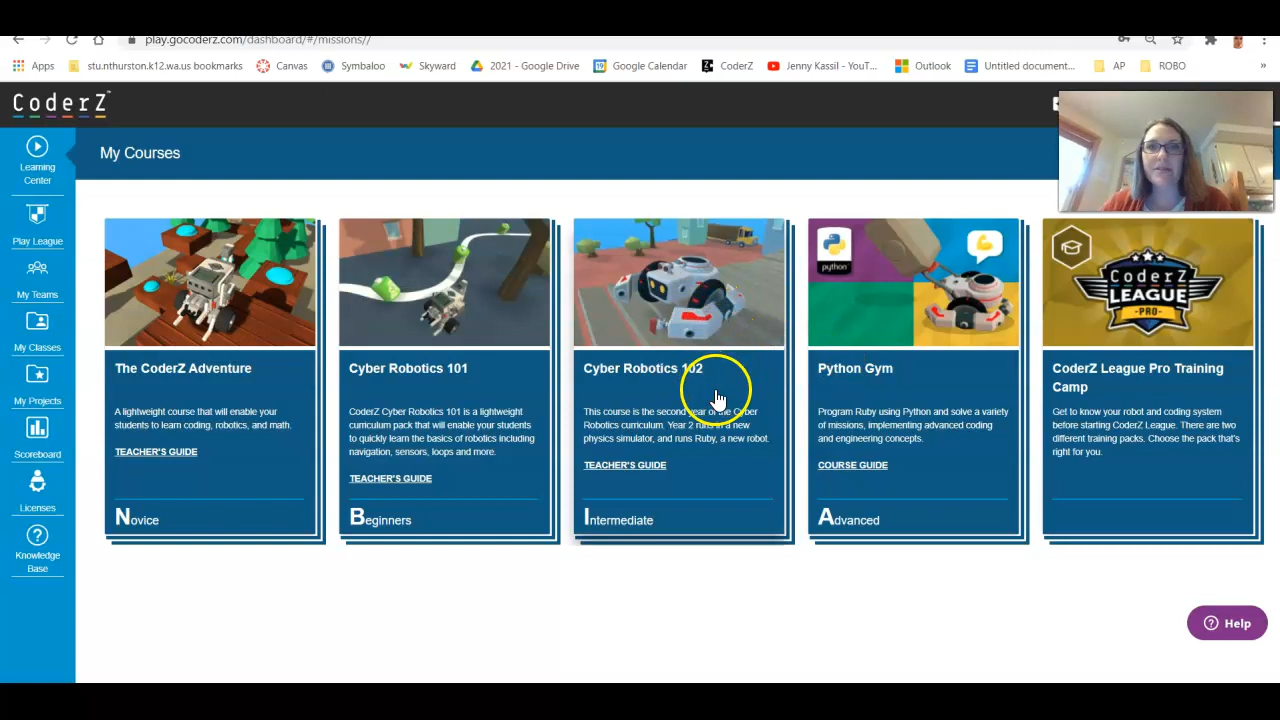 play.gocoderz.com/dashboard/#/missions//
Apps
stu.nthurston.k12.wa.us bookmarks
Canvas
Symbaloo
Skyward
2021 - Google Drive
Google Calendar
CoderZ
Jenny Kassil - YouT...
Outlook
Untitled document...
AP
ROBO
»
CoderZ
My Courses
Learning
Center
Play League
My Teams
My Classes
My Projects
Scoreboard
Licenses
Knowledge
Base
The CoderZ Adventure
A lightweight course that will enable your
students to learn coding, robotics, and math.
TEACHER'S GUIDE
Novice
Cyber Robotics 101
CoderZ Cyber Robotics 101 is a lightweight
curriculum pack that will enable your students
to quickly learn the basics of robotics including
navigation, sensors, loops and more.
TEACHER'S GUIDE
Beginners
Cyber Robotics 102
This course is the second year of the Cyber
Robotics curriculum. Year 2 runs in a new
physics simulator, and runs Ruby, a new robot.
TEACHER'S GUIDE
Intermediate
python
Python Gym
Program Ruby using Python and solve a variety
of missions, implementing advanced coding
and engineering concepts.
COURSE GUIDE
Advanced
CoderZ
LEAGUE
-PRO-
CoderZ League Pro Training
Camp
Get to know your robot and coding system
before starting CoderZ League. There are two
different training packs. Choose the pack that's
right for you.
Help